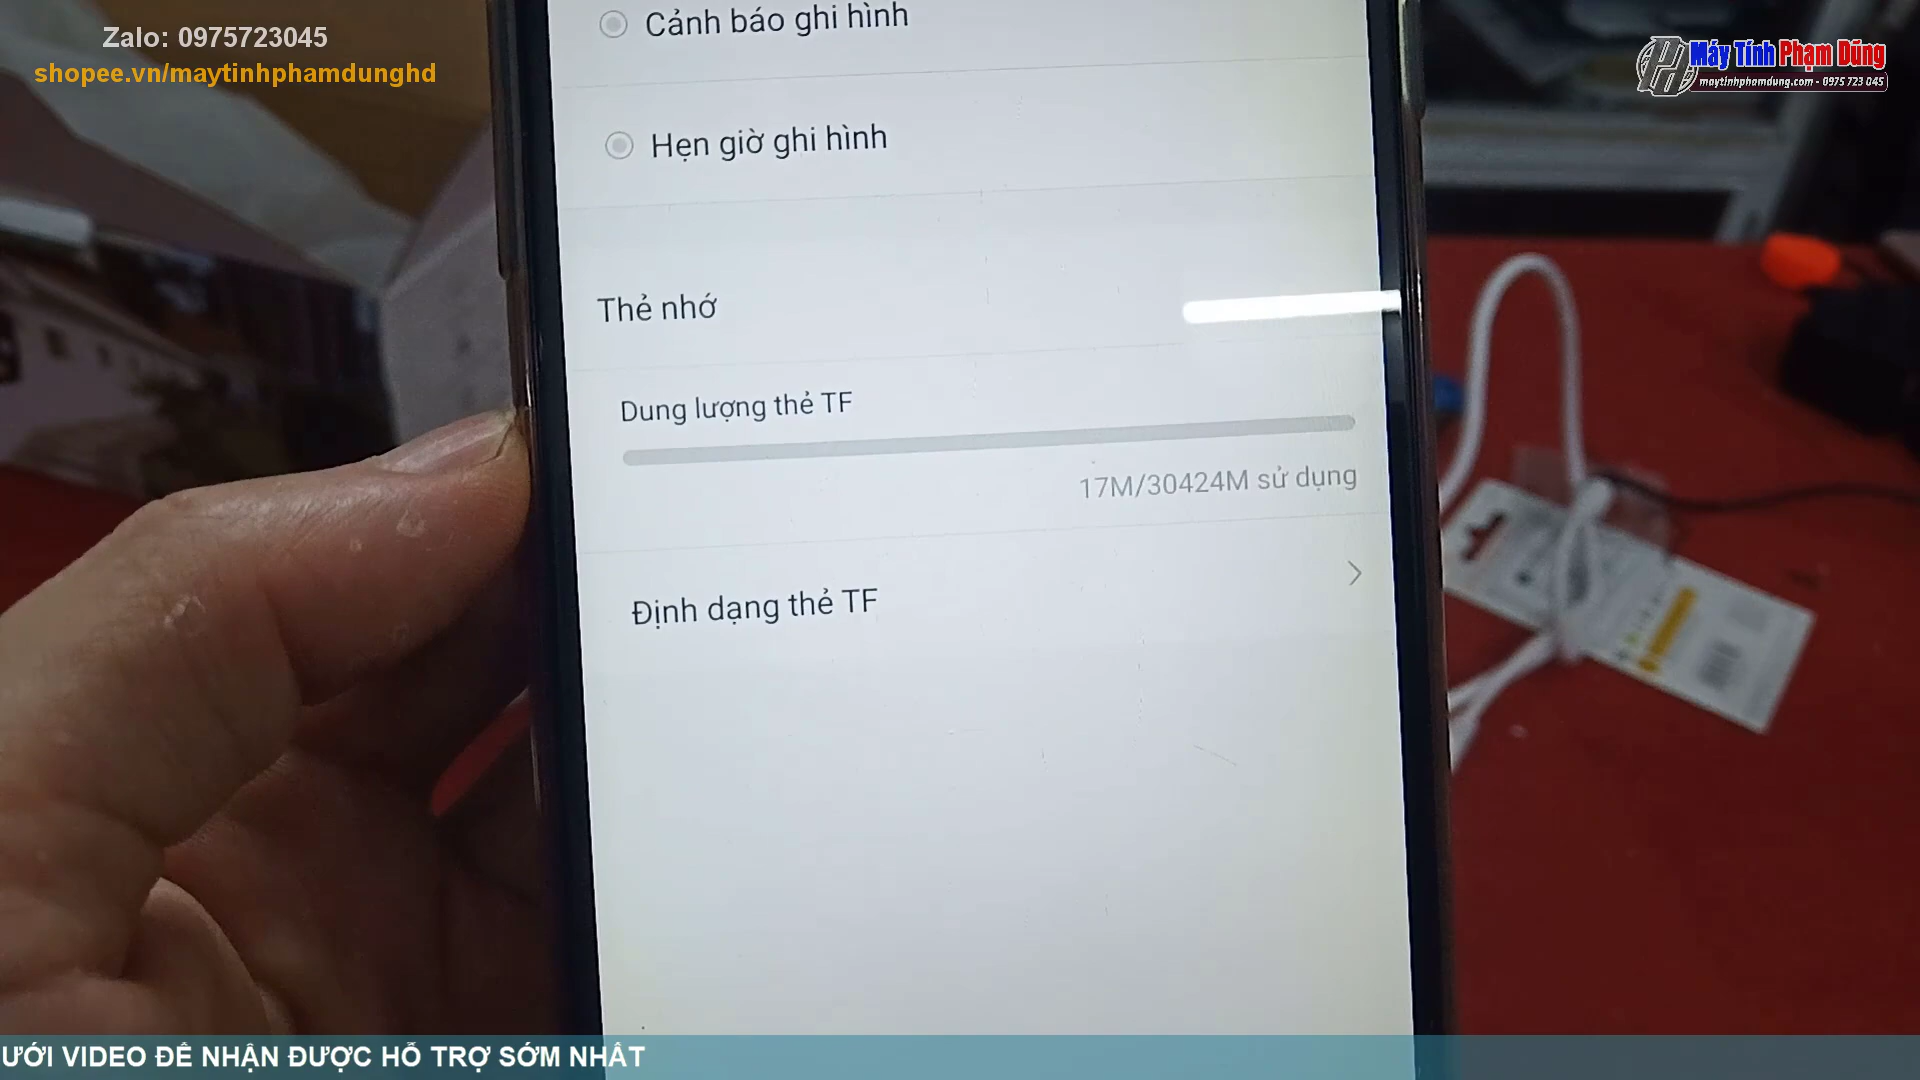 Zalo: 0975723045
shopee.vn/maytinhphamdunghd
Máy Tính Phạm Dũng
maytinhphamdung.com - 0975 723 045
Cảnh báo ghi hình
Hẹn giờ ghi hình
Thẻ nhớ
Dung lượng thẻ TF
17M/30424M sử dụng
Định dạng thẻ TF
ƯỚI VIDEO ĐỂ NHẬN ĐƯỢC HỖ TRỢ SỚM NHẤT